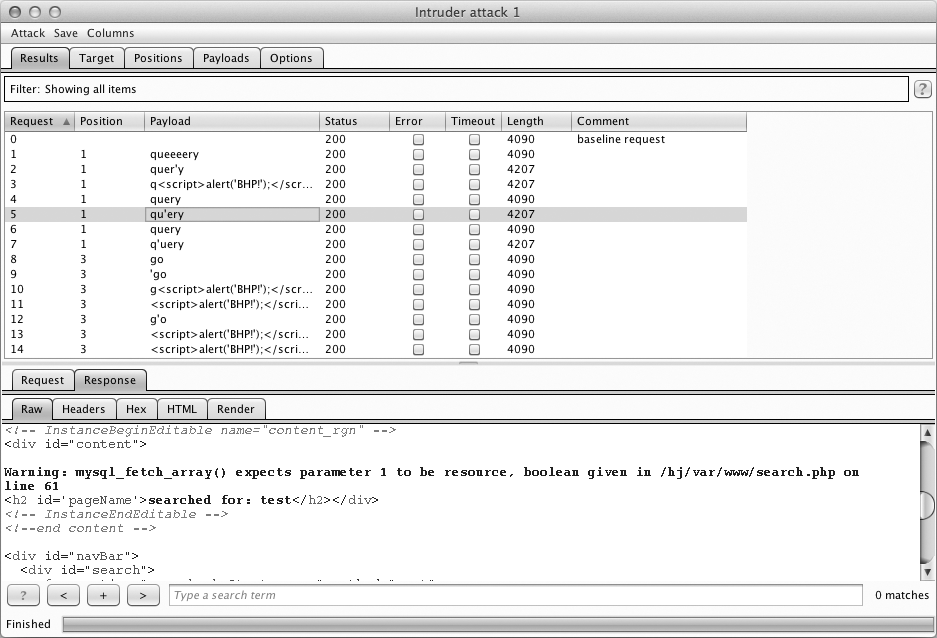 Intruder attack 1
Attack Save Columns
Results Target Positions Payloads Options
Filter: Showing all items ?
Request Position Payload Status Error Timeout Length Comment
0 200 4090 baseline request
1 1 queeeery 200 4090
2 1 quer'y 200 4207
3 1 q<script>alert('BHP!');</scr... 200 4207
4 1 query 200 4090
5 1 qu'ery 200 4207
6 1 query 200 4090
7 1 q'uery 200 4207
8 3 go 200 4090
9 3 'go 200 4090
10 3 g<script>alert('BHP!');</scr... 200 4090
11 3 <script>alert('BHP!');</scri... 200 4090
12 3 g'o 200 4090
13 3 <script>alert('BHP!');</scri... 200 4090
14 3 <script>alert('BHP!');</scri... 200 4090
Request Response
Raw Headers Hex HTML Render
<!-- InstanceBeginEditable name="content_rgn" -->
<div id="content">
Warning: mysql_fetch_array() expects parameter 1 to be resource, boolean given in /hj/var/www/search.php on
line 61
<h2 id='pageName'>searched for: test</h2></div>
<!-- InstanceEndEditable -->
<!--end content -->
<div id="navBar">
<div id="search">
? < + > Type a search term 0 matches
Finished